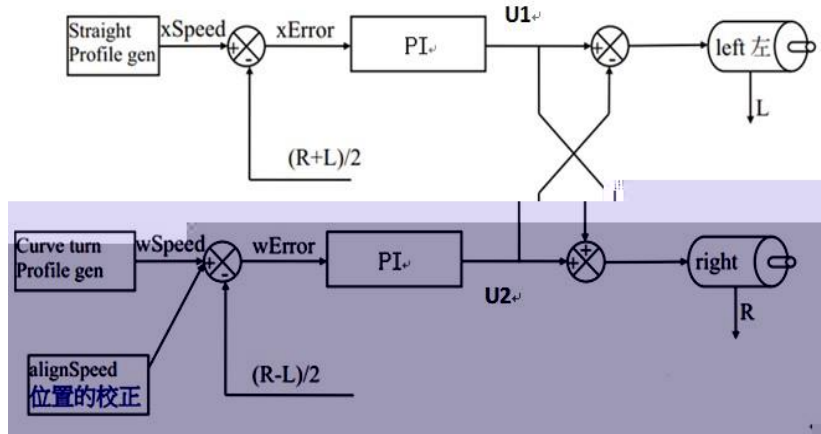 U1
Straight
Profile gen
xSpeed
xError
PI
left 左
L
(R+L)/2
Curve turn
Profile gen
wSpeed
wError
PI
U2
right
R
alignSpeed
位置的校正
(R-L)/2